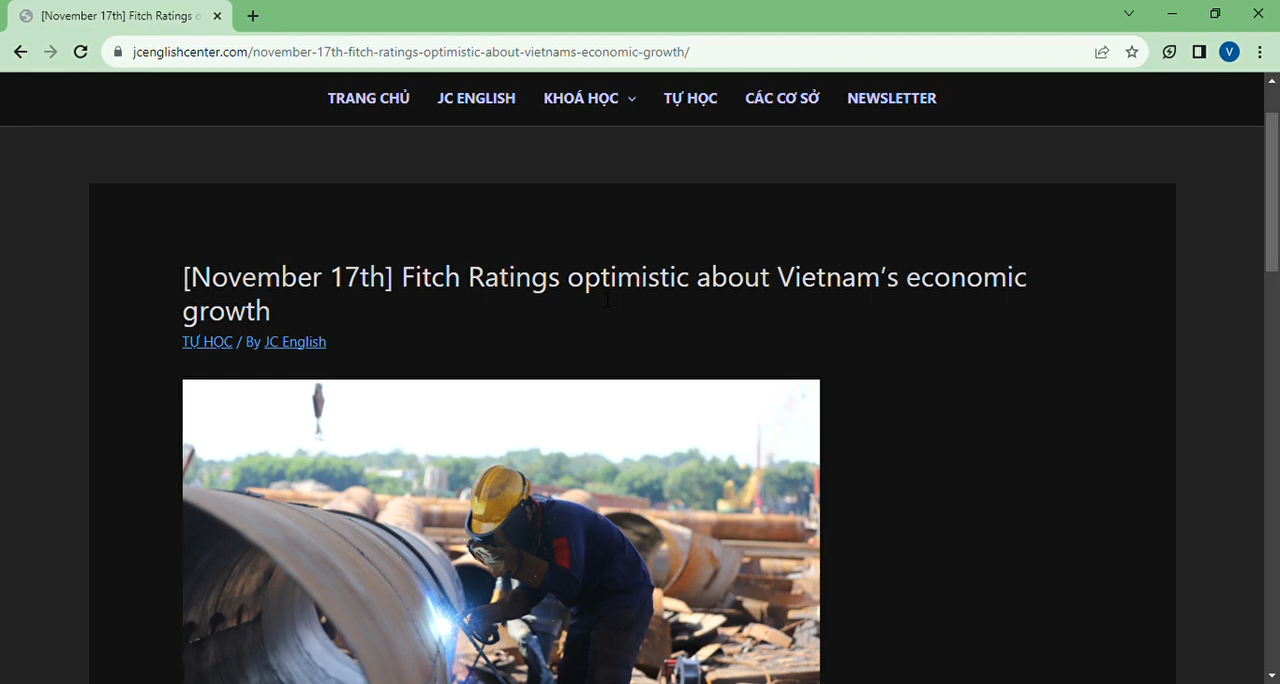 [November 17th] Fitch Ratings o
jcenglishcenter.com/november-17th-fitch-ratings-optimistic-about-vietnams-economic-growth/
V
TRANG CHỦ JC ENGLISH KHOÁ HỌC TỰ HỌC CÁC CƠ SỞ NEWSLETTER
[November 17th] Fitch Ratings optimistic about Vietnam’s economic
growth
TỰ HỌC / By JC English